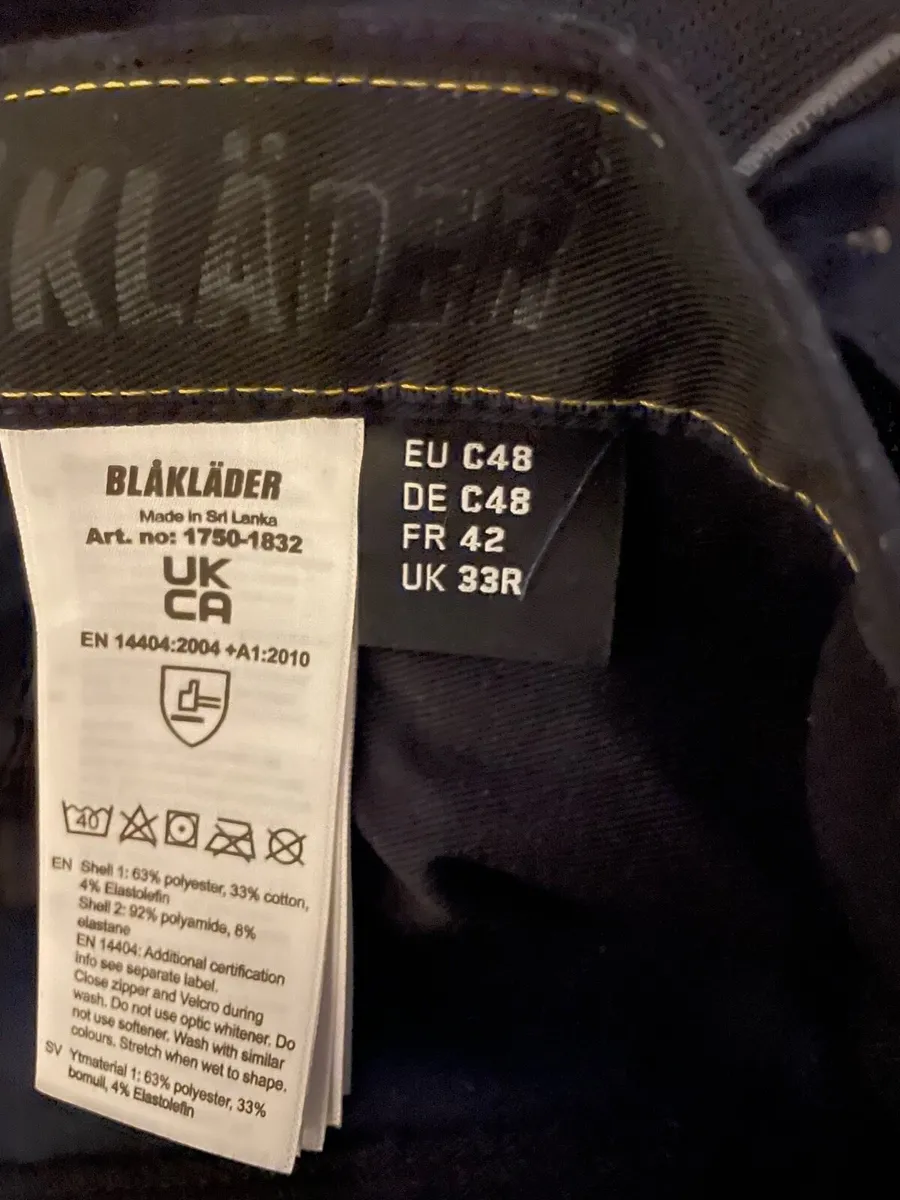 KLÄDER
BLÅKLÄDER
Made in Sri Lanka
Art. no: 1750-1832
UK
CA
EN 14404:2004 +A1:2010
40
EN Shell 1: 63% polyester, 33% cotton,
4% Elastolefin
Shell 2: 92% polyamide, 8%
elastane
EN 14404: Additional certification
info see separate label.
Close zipper and Velcro during
wash. Do not use optic whitener. Do
not use softener. Wash with similar
colours. Stretch when wet to shape.
SV Ytmaterial 1: 63% polyester, 33%
bomull, 4% Elastolefin
EU C48
DE C48
FR 42
UK 33R